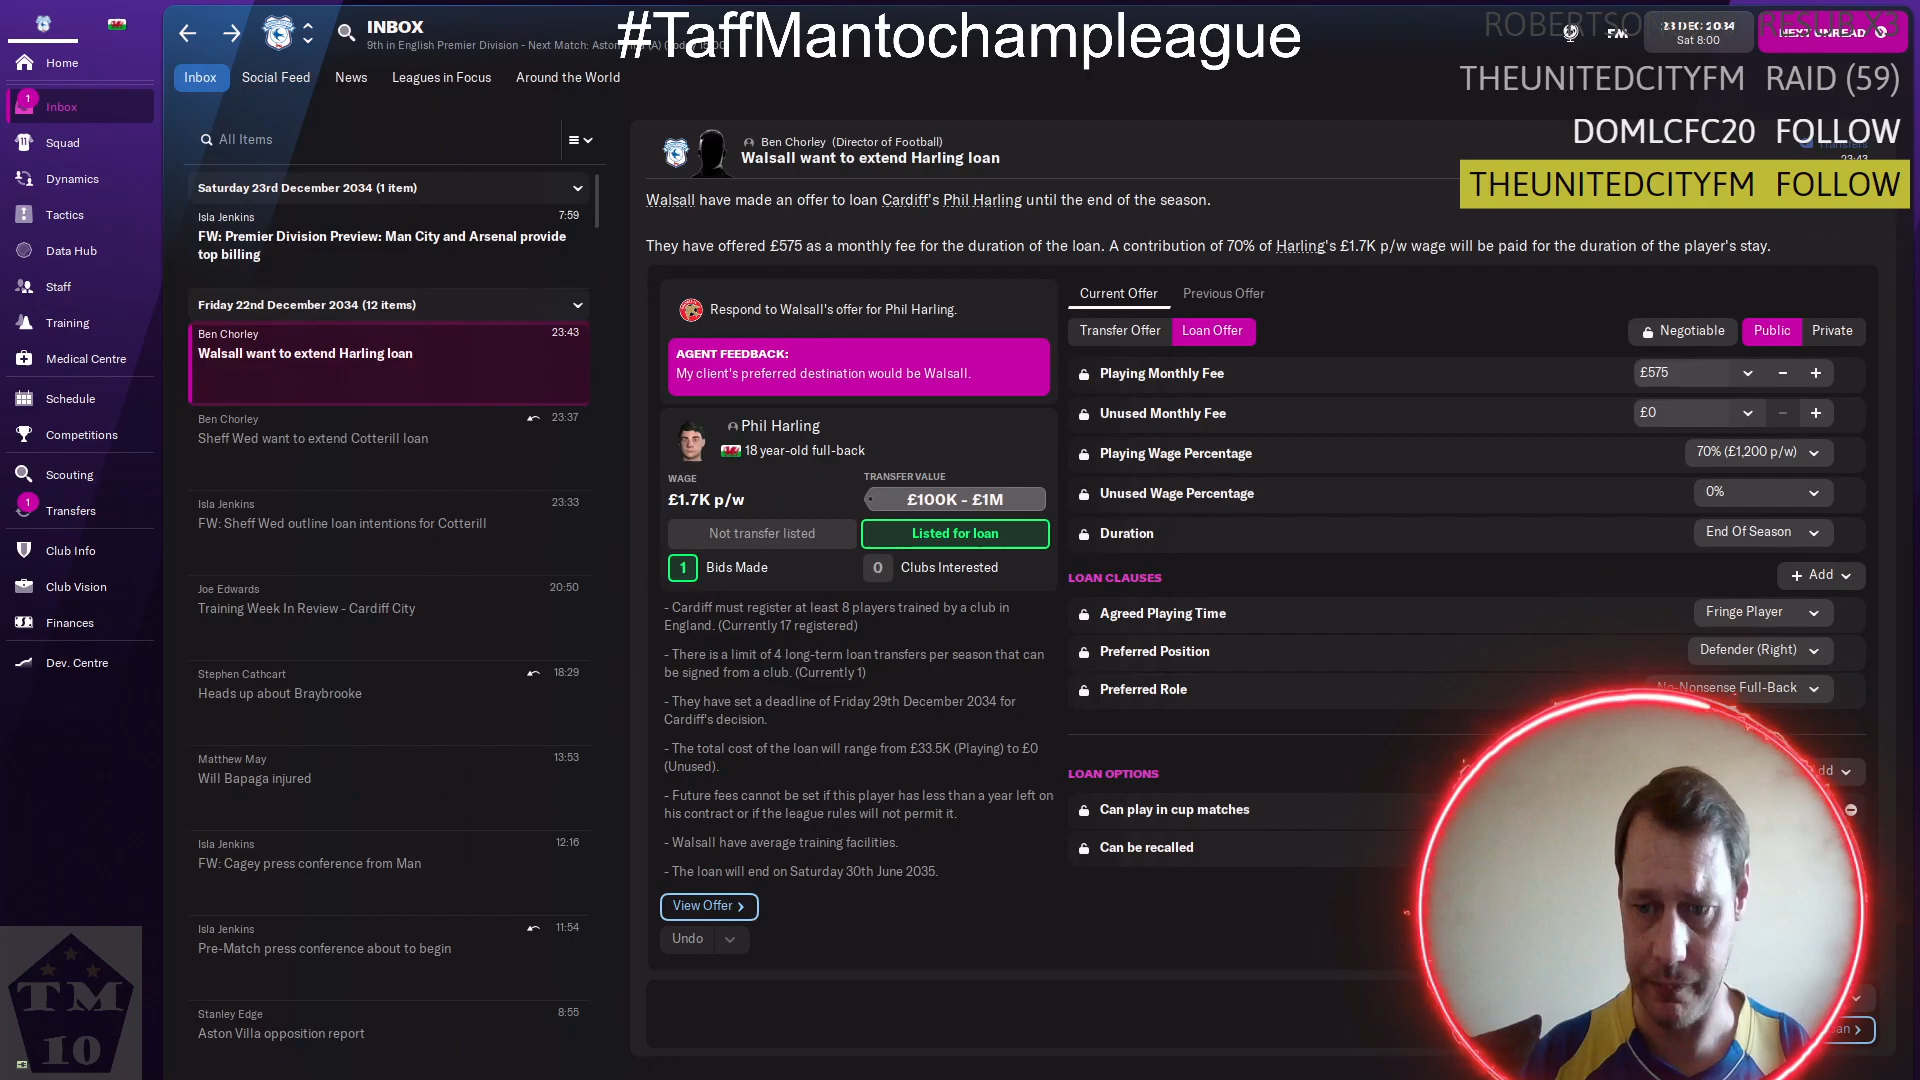 INBOX
9th in English Premier Division - Next Match: Aston
#TaffMantochampleague
23 DEC 2034
Sat 8:00
NEXT UNREAD
THEUNITEDCITYFM RAID (59)
DOMLCFC20 FOLLOW
THEUNITEDCITYFM FOLLOW
Home
1
Inbox
Squad
Dynamics
Tactics
Data Hub
Staff
Training
Medical Centre
Schedule
Competitions
Scouting
1
Transfers
Club Info
Club Vision
Finances
Dev. Centre
TM
10
Inbox
Social Feed
News
Leagues in Focus
Around the World
All Items
Saturday 23rd December 2034 (1 item)
Isla Jenkins 7:59
FW: Premier Division Preview: Man City and Arsenal provide
top billing
Friday 22nd December 2034 (12 items)
Ben Chorley 23:43
Walsall want to extend Harling loan
Ben Chorley 23:37
Sheff Wed want to extend Cotterill loan
Isla Jenkins 23:33
FW: Sheff Wed outline loan intentions for Cotterill
Joe Edwards 20:50
Training Week In Review - Cardiff City
Stephen Cathcart 18:29
Heads up about Braybrooke
Matthew May 13:53
Will Bapaga injured
Isla Jenkins 12:16
FW: Cagey press conference from Man
Isla Jenkins 11:54
Pre-Match press conference about to begin
Stanley Edge 8:55
Aston Villa opposition report
Ben Chorley (Director of Football)
Walsall want to extend Harling loan
Transfers
23:43
Walsall have made an offer to loan Cardiff's Phil Harling until the end of the season.
They have offered £575 as a monthly fee for the duration of the loan. A contribution of 70% of Harling's £1.7K p/w wage will be paid for the duration of the player's stay.
Respond to Walsall's offer for Phil Harling.
AGENT FEEDBACK:
My client's preferred destination would be Walsall.
Phil Harling
18 year-old full-back
WAGE TRANSFER VALUE
£1.7K p/w £100K - £1M
Not transfer listed Listed for loan
1 Bids Made 0 Clubs Interested
- Cardiff must register at least 8 players trained by a club in
England. (Currently 17 registered)
- There is a limit of 4 long-term loan transfers per season that can
be signed from a club. (Currently 1)
- They have set a deadline of Friday 29th December 2034 for
Cardiff's decision.
- The total cost of the loan will range from £33.5K (Playing) to £0
(Unused).
- Future fees cannot be set if this player has less than a year left on
his contract or if the league rules will not permit it.
- Walsall have average training facilities.
- The loan will end on Saturday 30th June 2035.
View Offer
Undo
Current Offer Previous Offer
Transfer Offer Loan Offer Negotiable Public Private
Playing Monthly Fee £575
Unused Monthly Fee £0
Playing Wage Percentage 70% (£1,200 p/w)
Unused Wage Percentage 0%
Duration End Of Season
LOAN CLAUSES + Add
Agreed Playing Time Fringe Player
Preferred Position Defender (Right)
Preferred Role No-Nonsense Full-Back
LOAN OPTIONS
Can play in cup matches
Can be recalled